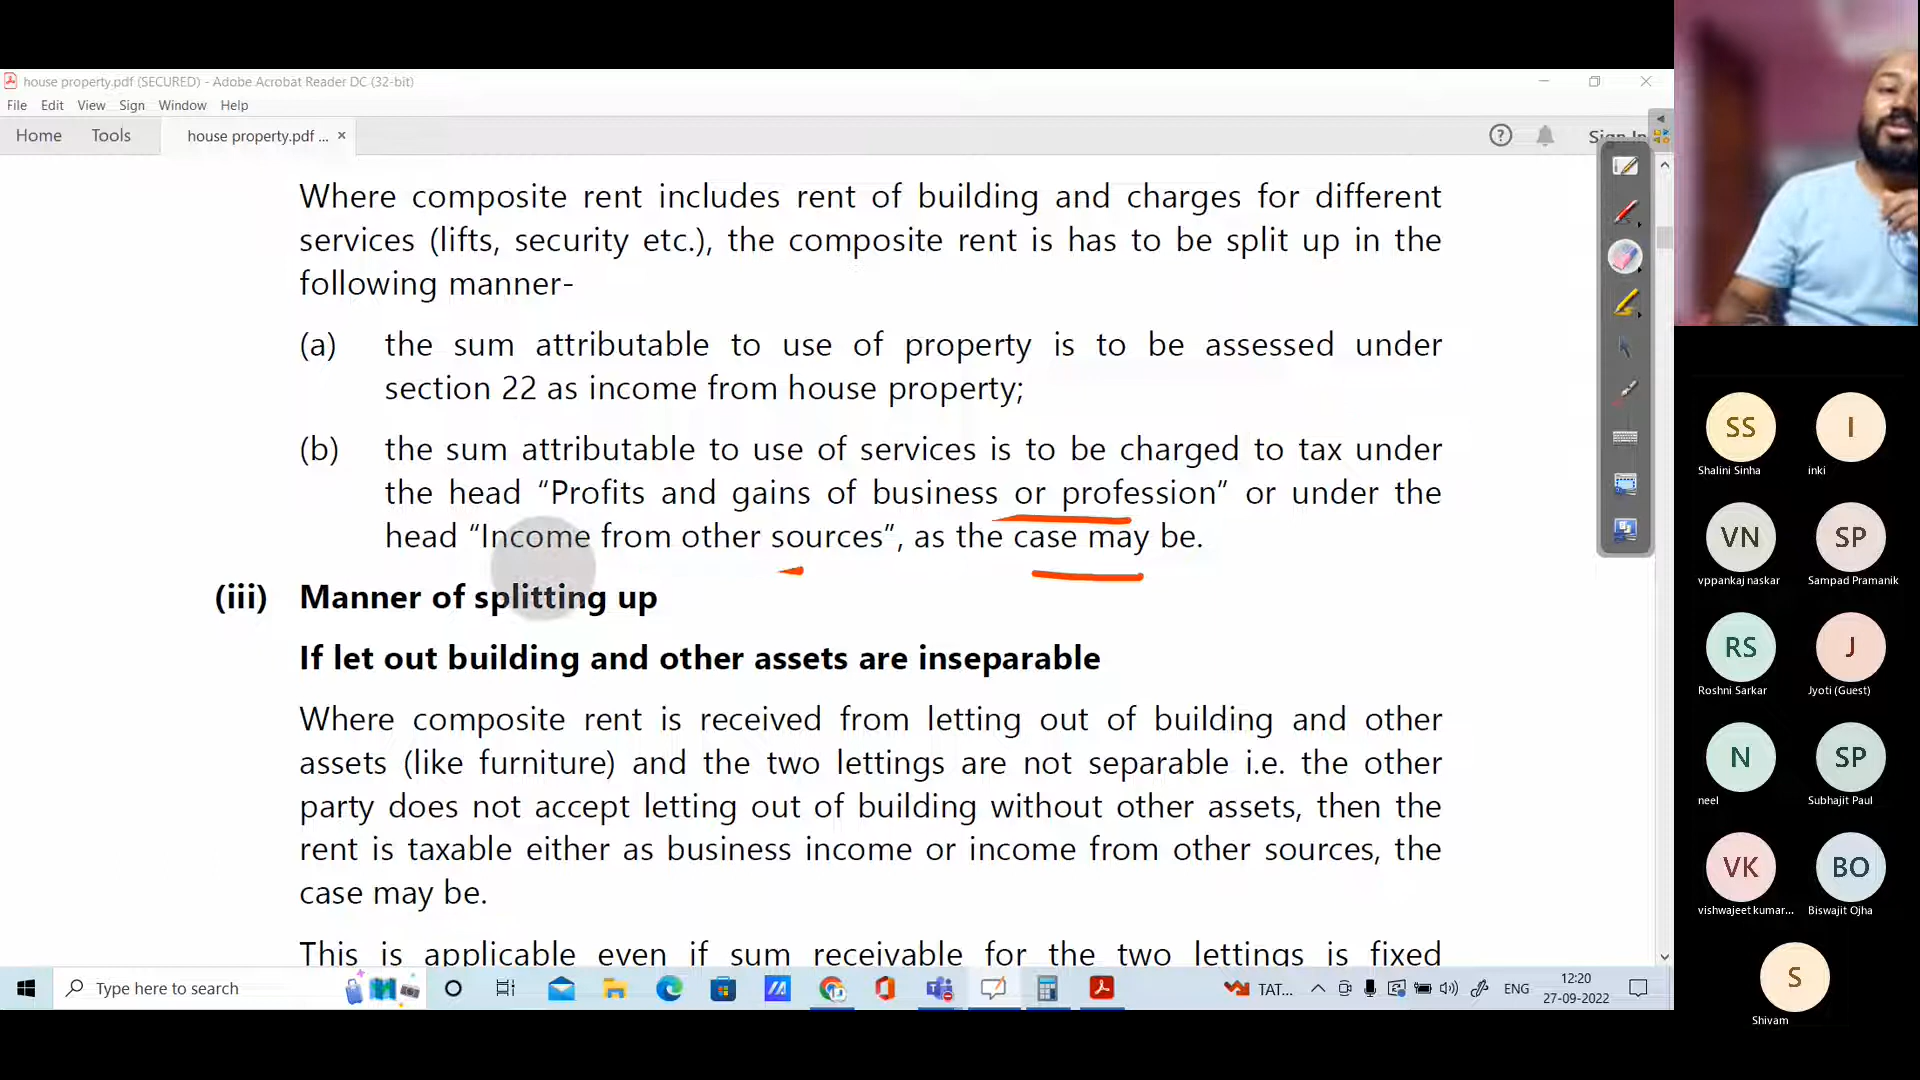 house property.pdf (SECURED) - Adobe Acrobat Reader DC (32-bit)
File Edit View Sign Window Help
Home Tools house property.pdf ... ×
Where composite rent includes rent of building and charges for different
services (lifts, security etc.), the composite rent is has to be split up in the
following manner-
(a) the sum attributable to use of property is to be assessed under
section 22 as income from house property;
(b) the sum attributable to use of services is to be charged to tax under
the head “Profits and gains of business or profession” or under the
head “Income from other sources”, as the case may be.
(iii) Manner of splitting up
If let out building and other assets are inseparable
Where composite rent is received from letting out of building and other
assets (like furniture) and the two lettings are not separable i.e. the other
party does not accept letting out of building without other assets, then the
rent is taxable either as business income or income from other sources, the
case may be.
This is applicable even if sum receivable for the two lettings is fixed
Type here to search
TAT...
ENG
12:20
27-09-2022
SS I
Shalini Sinha inki
VN SP
vppankaj naskar Sampad Pramanik
RS J
Roshni Sarkar Jyoti (Guest)
N SP
neel Subhajit Paul
VK BO
vishwajeet kumar... Biswajit Ojha
S
Shivam